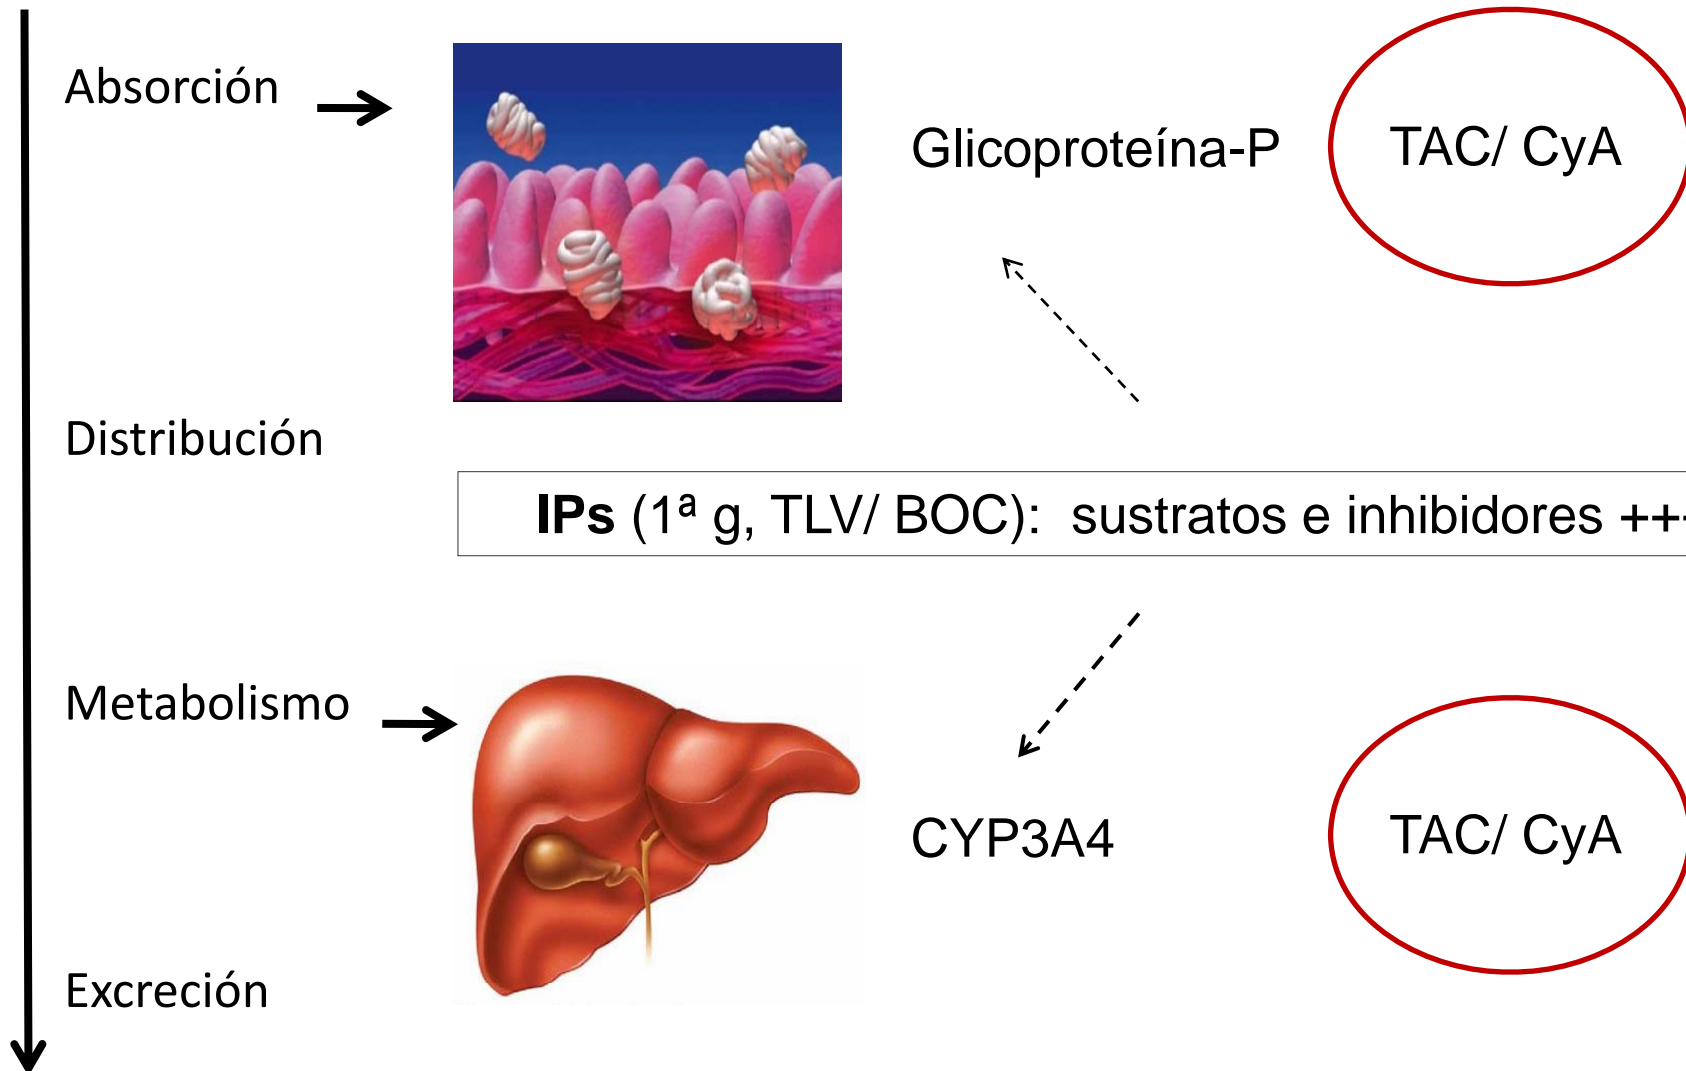 Absorción
Glicoproteína-P
TAC/ CyA
Distribución
IPs (1ª g, TLV/ BOC): sustratos e inhibidores ++
Metabolismo
CYP3A4
TAC/ CyA
Excreción